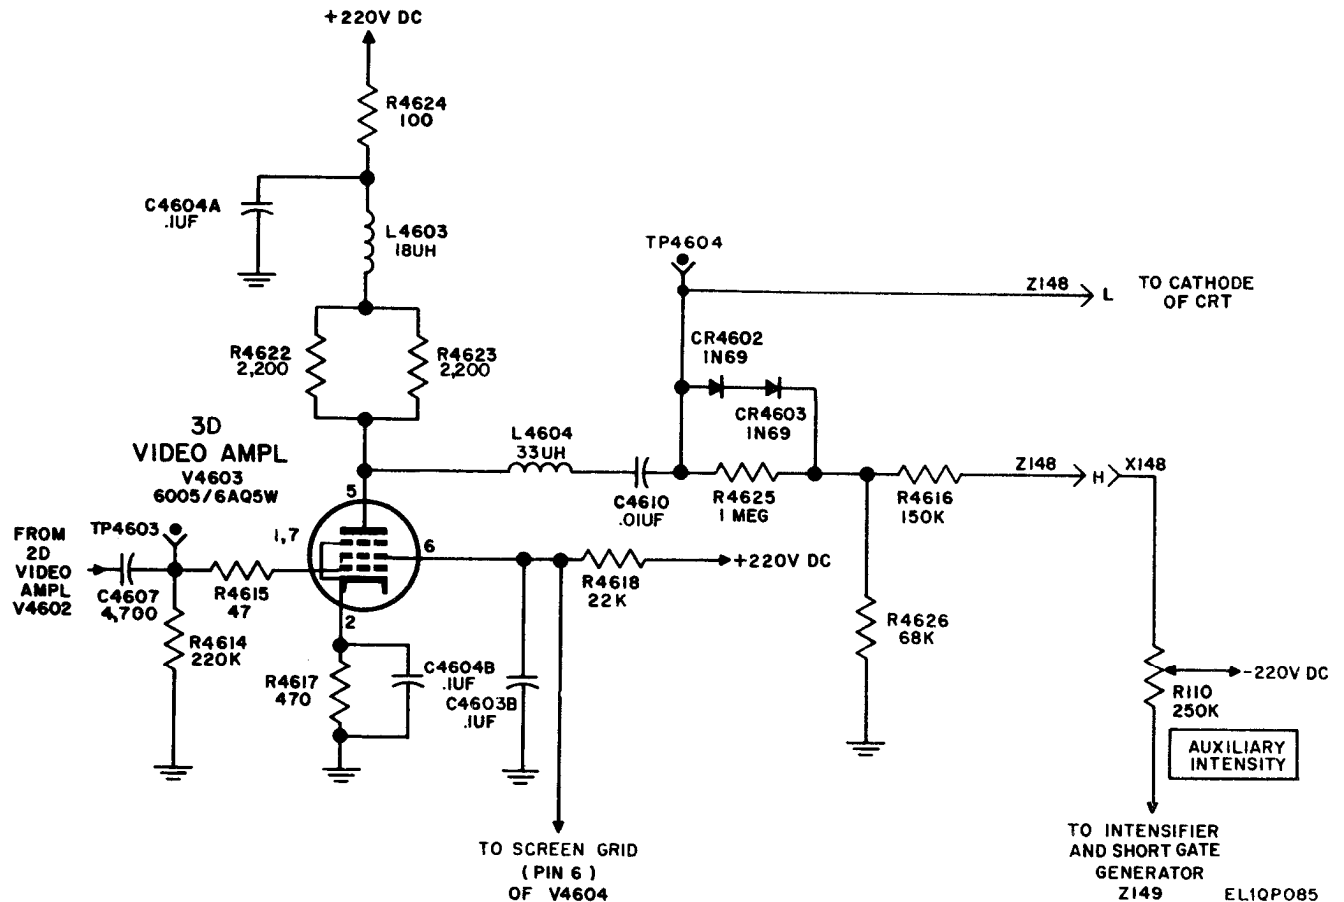 +220V DC
R4624
100
C4604A
.1UF
L4603
18UH
TP4604
Z148
L
TO CATHODE
OF CRT
R4622
2,200
R4623
2,200
CR4602
1N69
CR4603
1N69
3D
VIDEO AMPL
V4603
6005/6AQ5W
L4604
33UH
C4610
.01UF
R4625
1 MEG
R4616
150K
Z148
H
X148
5
1,7
6
2
FROM
2D
VIDEO
AMPL
V4602
TP4603
C4607
4,700
R4615
47
R4614
220K
R4618
22K
+220V DC
R4617
470
C4604B
.1UF
C4603B
.1UF
R4626
68K
-220V DC
R110
250K
AUXILIARY
INTENSITY
TO SCREEN GRID
(PIN 6)
OF V4604
TO INTENSIFIER
AND SHORT GATE
GENERATOR
Z149
EL1QP085